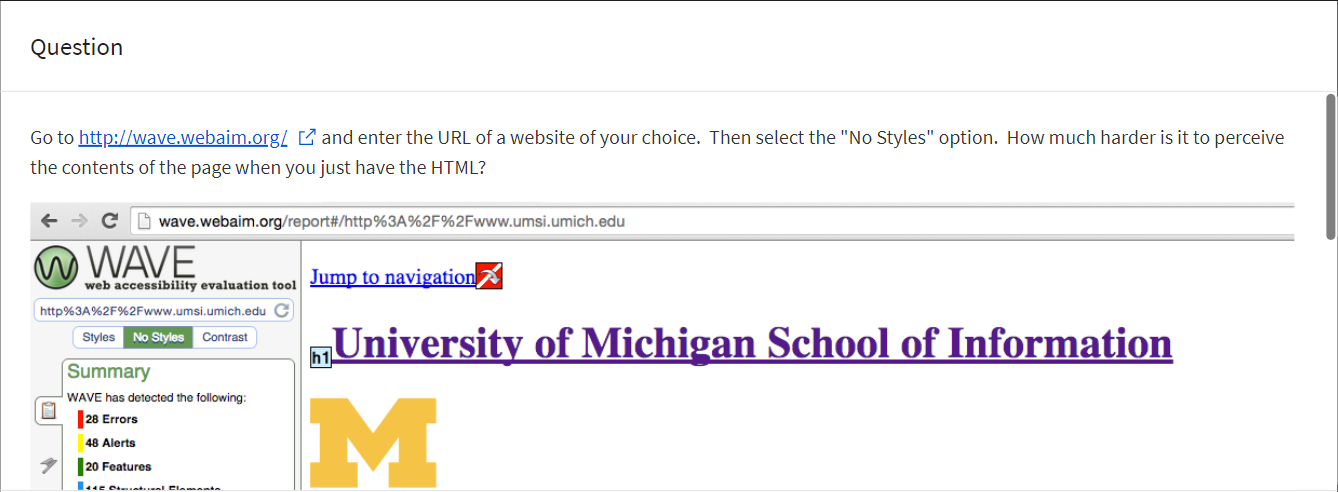 Question
Go to http://wave.webaim.org/ and enter the URL of a website of your choice. Then select the "No Styles" option. How much harder is it to perceive
the contents of the page when you just have the HTML?
wave.webaim.org/report#/http%3A%2F%2Fwww.umsi.umich.edu
WAVE
web accessibility evaluation tool
http%3A%2F%2Fwww.umsi.umich.edu
Styles No Styles Contrast
Summary
WAVE has detected the following:
28 Errors
48 Alerts
20 Features
115 Structural Elements
Jump to navigation
h1 University of Michigan School of Information
M